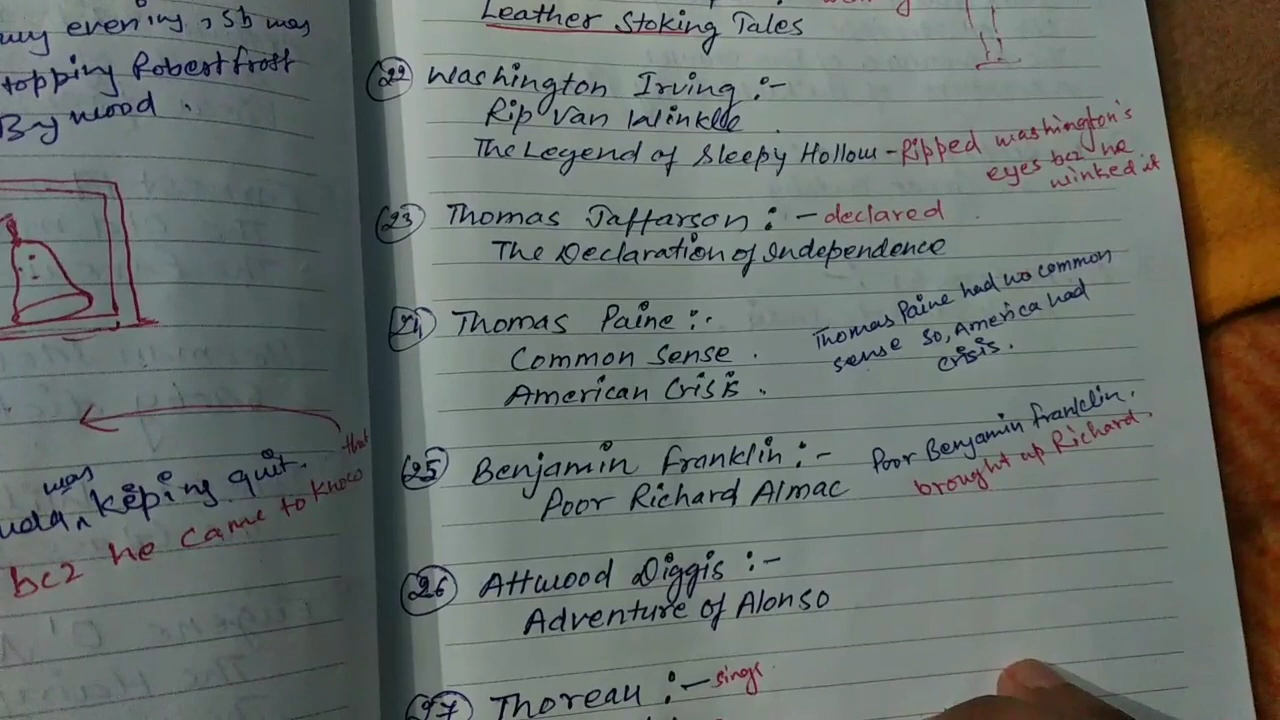 my evening, Sb may
topping Robert frost
By wood.
was
keping quit. that
bc2 he came to know
Leather Stoking Tales
22 Washington Irving :-
Rip Van Winkle.
The Legend of Sleepy Hollow - Ripped washington's
eyes bc2 he
winked it
23 Thomas Jaffarson : - declared
The Declaration of Independence
24 Thomas Paine :-
Common Sense.
American Crisis.
Thomas Paine had no common
sense so, America had
crisis.
25 Benjamin Franklin :-
Poor Richard Almac
Poor Benjamin franklin.
brought up Richard.
26 Attwood Diggis :-
Adventure of Alonso
27 Thoreau :- sings